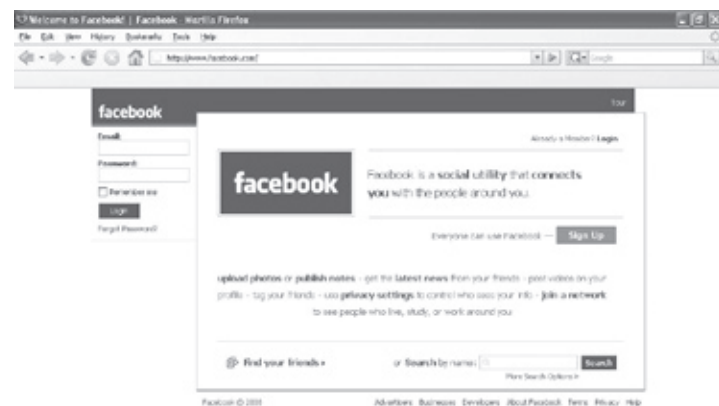 Welcome to Facebook! | Facebook - Mozilla Firefox
File Edit View History Bookmarks Tools Help
http://www.facebook.com/
Google
facebook
Tour
Email:
Password:
Remember me
Login
Forgot Password?
Already a Member? Login
facebook
Facebook is a social utility that connects
you with the people around you.
Everyone can use Facebook — Sign Up
upload photos or publish notes - get the latest news from your friends - post videos on your
profile - tag your friends - use privacy settings to control who sees your info - join a network
to see people who live, study, or work around you
Find your friends »
or Search by name: Search
More Search Options »
Facebook © 2008
Advertisers Businesses Developers About Facebook Terms Privacy Help